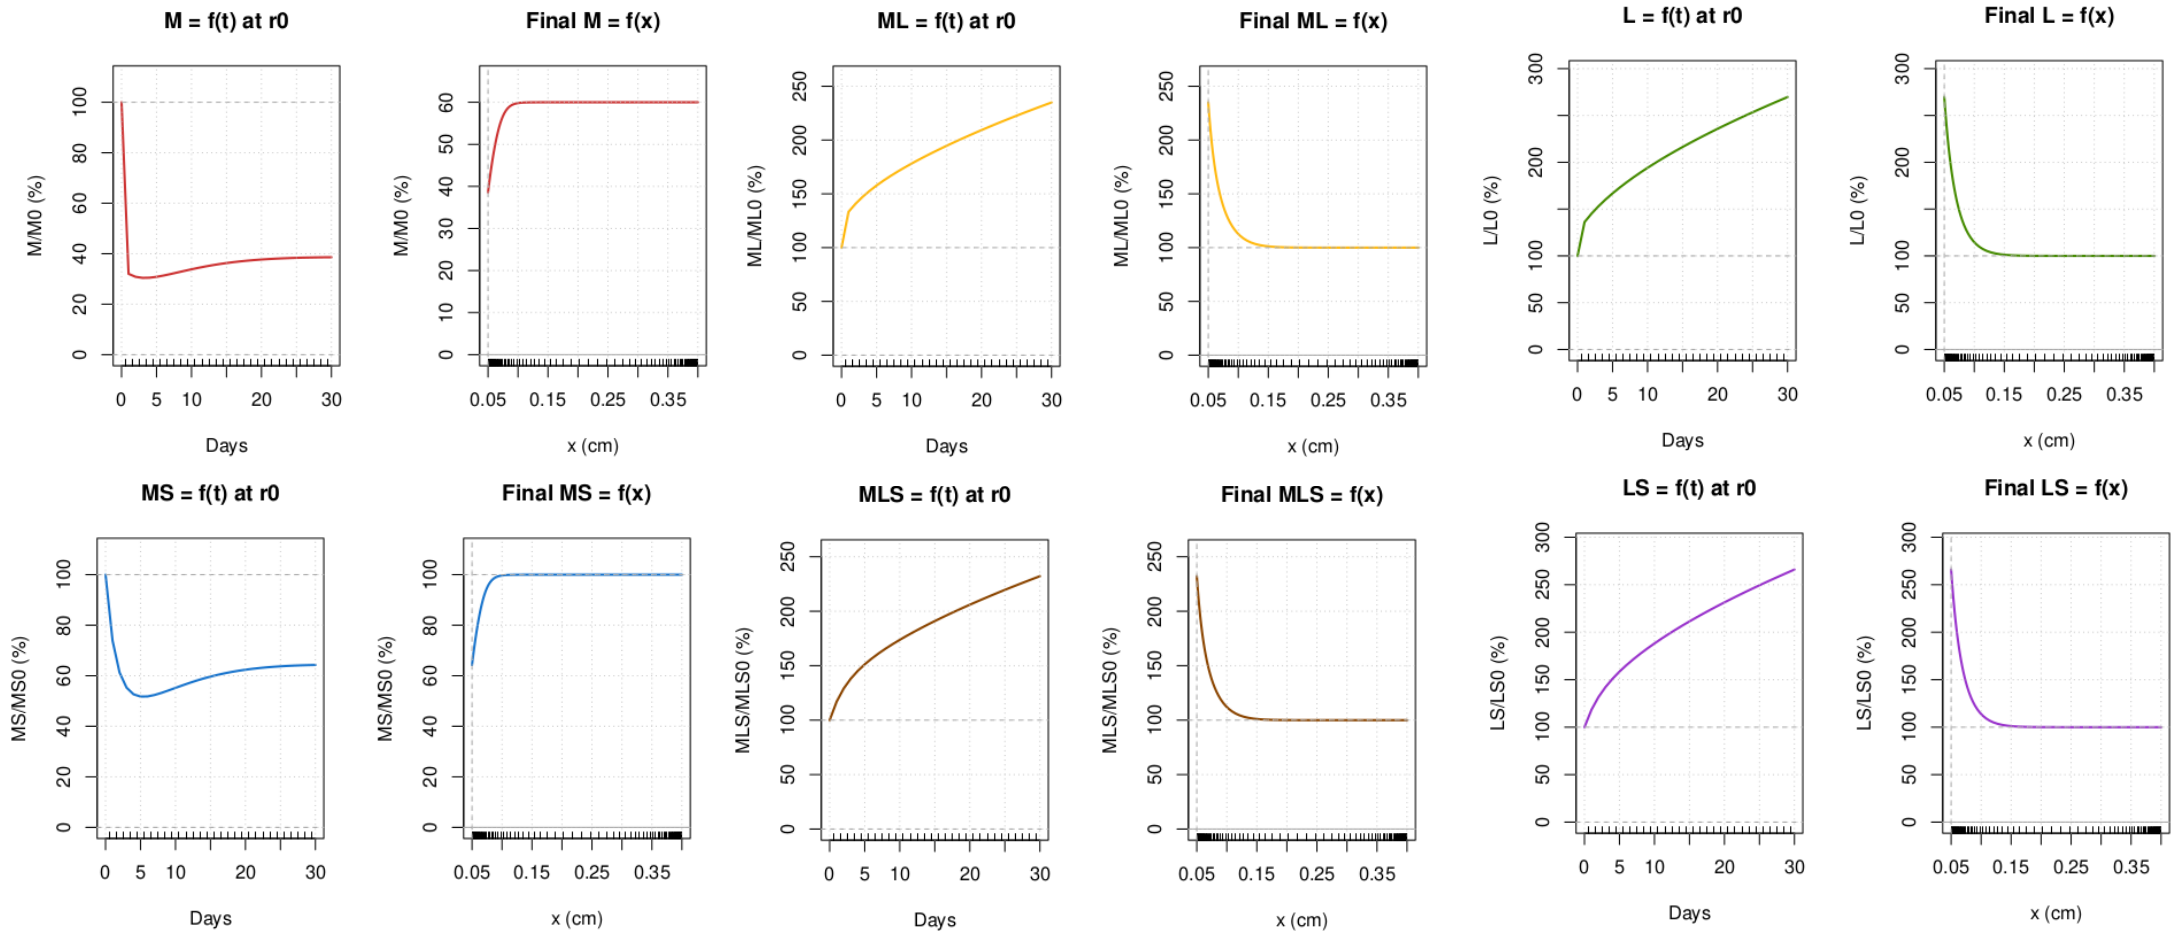 M = f(t) at r0
M/M0 (%)
100
80
60
40
20
0
0 5 10 20 30
Days
Final M = f(x)
M/M0 (%)
60
50
40
30
20
10
0
0.05 0.15 0.25 0.35
x (cm)
ML = f(t) at r0
ML/ML0 (%)
250
200
150
100
50
0
0 5 10 20 30
Days
Final ML = f(x)
ML/ML0 (%)
250
200
150
100
50
0
0.05 0.15 0.25 0.35
x (cm)
L = f(t) at r0
L/L0 (%)
300
200
100
50
0
0 5 10 20 30
Days
Final L = f(x)
L/L0 (%)
300
200
100
50
0
0.05 0.15 0.25 0.35
x (cm)
MS = f(t) at r0
MS/MS0 (%)
100
80
60
40
20
0
0 5 10 20 30
Days
Final MS = f(x)
MS/MS0 (%)
100
80
60
40
20
0
0.05 0.15 0.25 0.35
x (cm)
MLS = f(t) at r0
MLS/MLS0 (%)
250
200
150
100
50
0
0 5 10 20 30
Days
Final MLS = f(x)
MLS/MLS0 (%)
250
200
150
100
50
0
0.05 0.15 0.25 0.35
x (cm)
LS = f(t) at r0
LS/LS0 (%)
300
250
200
150
100
50
0
0 5 10 20 30
Days
Final LS = f(x)
LS/LS0 (%)
300
250
200
150
100
50
0
0.05 0.15 0.25 0.35
x (cm)